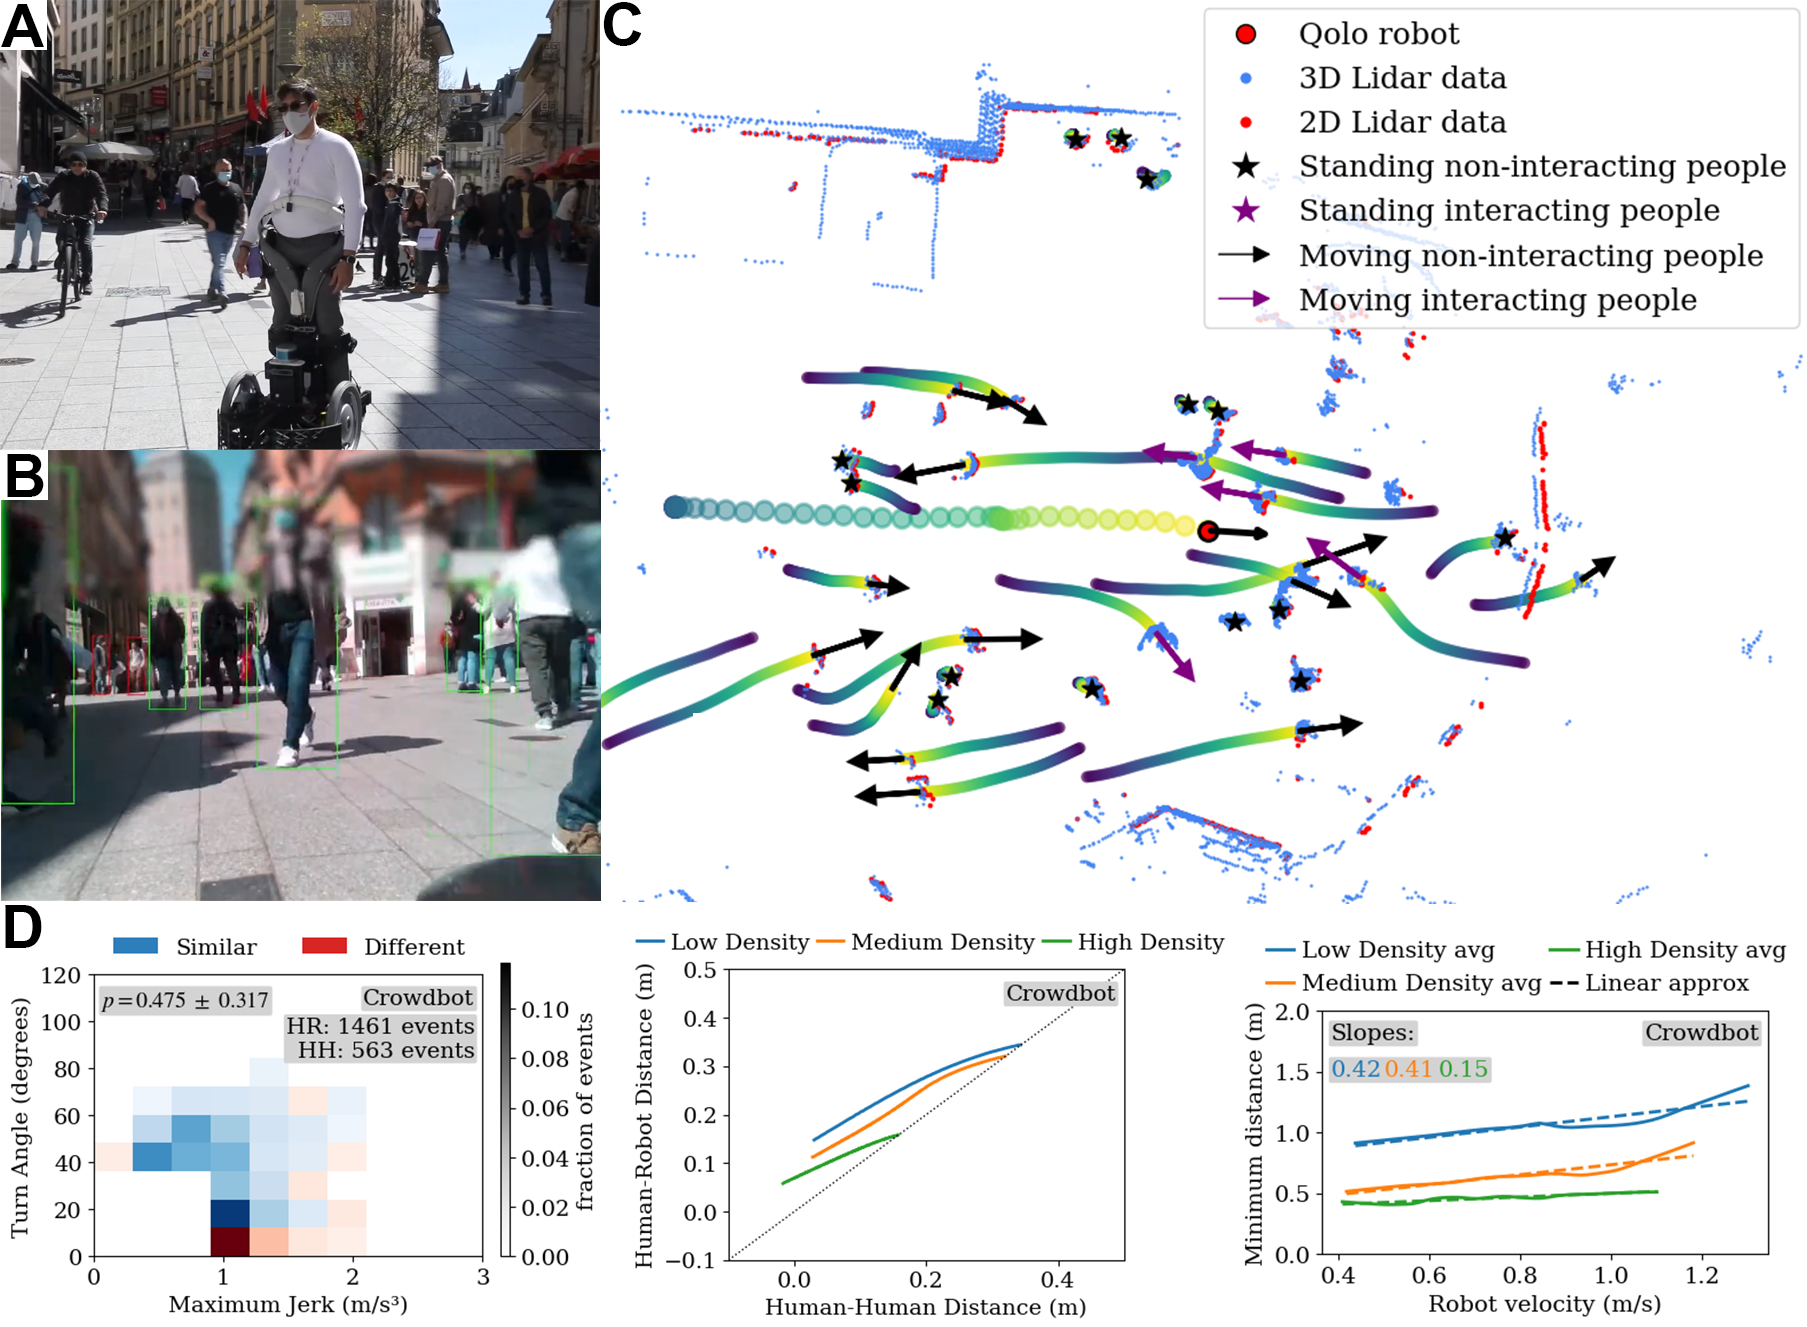 A
B
C
Qolo robot
3D Lidar data
2D Lidar data
Standing non-interacting people
Standing interacting people
Moving non-interacting people
Moving interacting people
D
Similar
Different
120
100
80
60
40
20
0
Turn Angle (degrees)
p=0.475 ± 0.317
Crowdbot
HR: 1461 events
HH: 563 events
0
1
2
3
Maximum Jerk (m/s³)
0.10
0.08
0.06
0.04
0.02
0.00
fraction of events
Low Density
Medium Density
High Density
0.5
0.4
0.3
0.2
0.1
0.0
−0.1
Human-Robot Distance (m)
Crowdbot
0.0
0.2
0.4
Human-Human Distance (m)
Low Density avg
High Density avg
Medium Density avg
Linear approx
2.0
1.5
1.0
0.5
0.0
Minimum distance (m)
Slopes:
Crowdbot
0.42 0.41 0.15
0.4
0.6
0.8
1.0
1.2
Robot velocity (m/s)